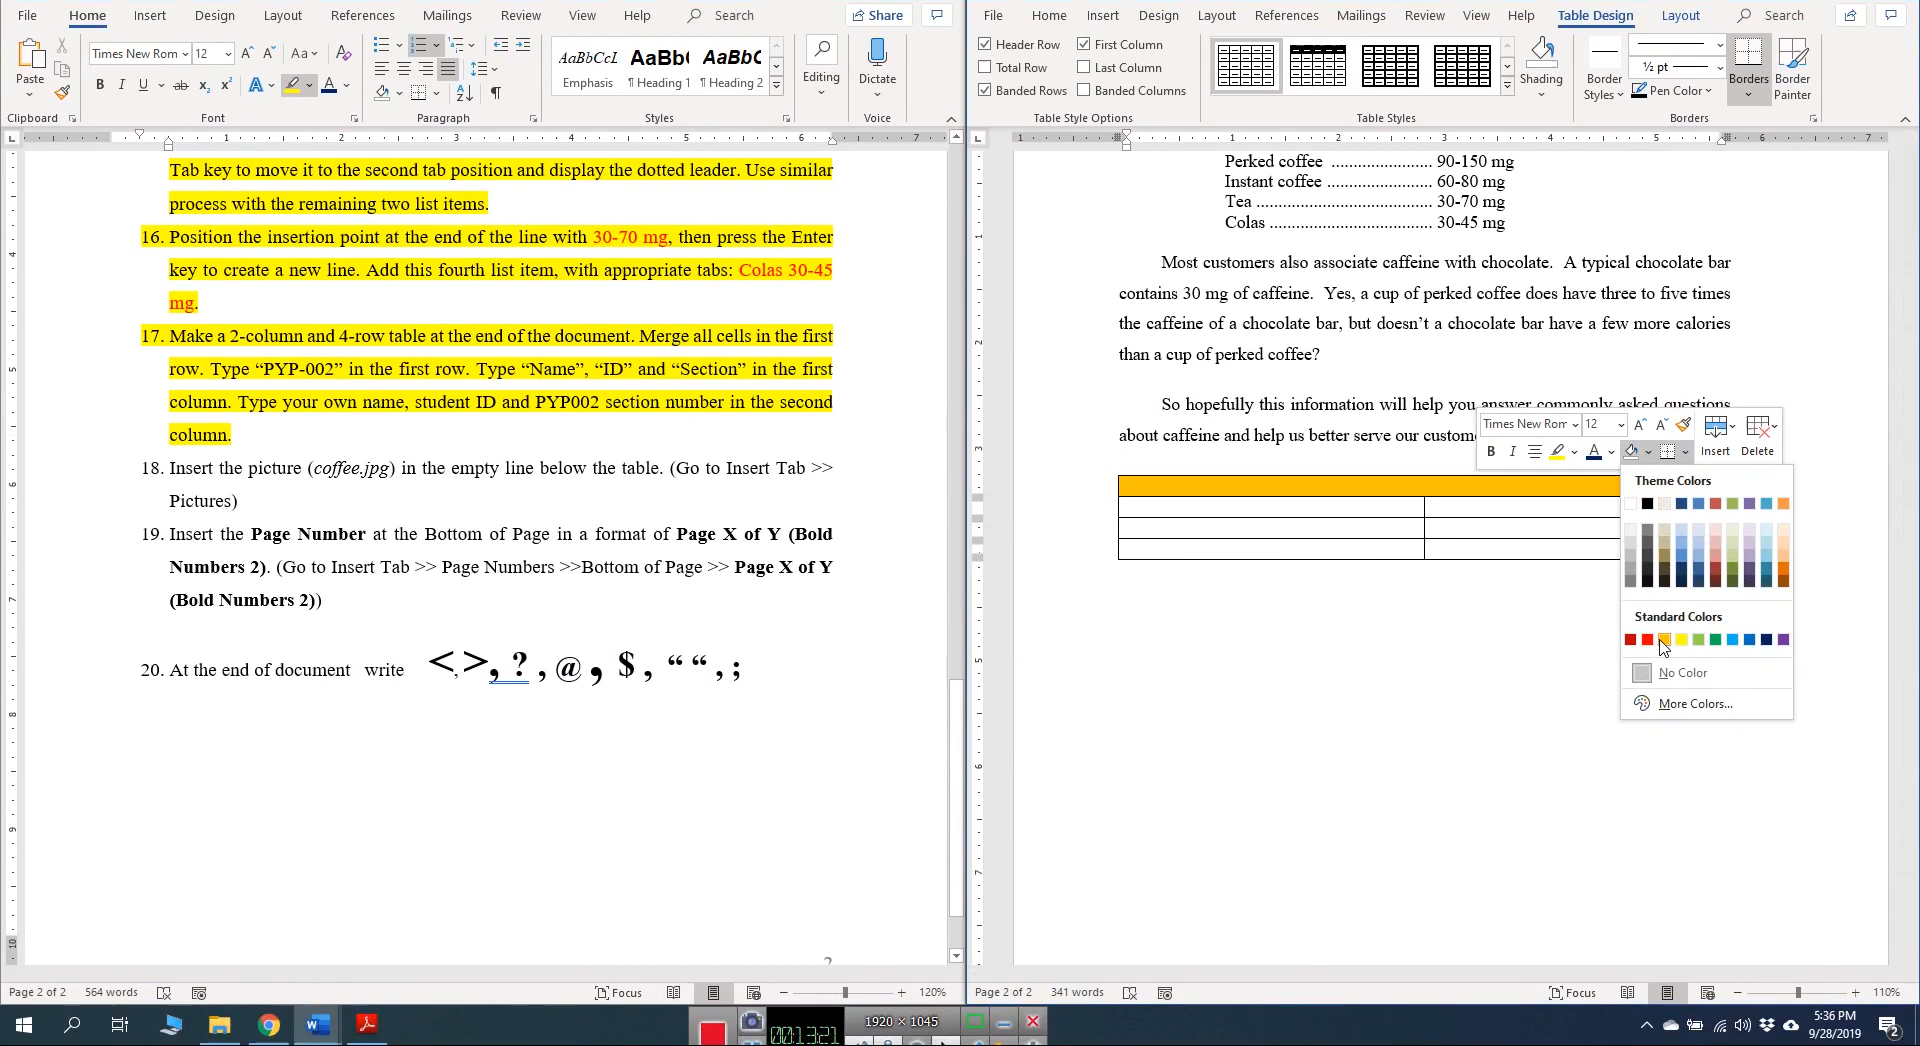 File Home Insert Draw Design Layout References Mailings Review View Help Search Share
Times New Rom 12 Aa
Paste
B I U ab x₂ x² A A
AaBbCcL AaBb( AaBbC
Emphasis ¶ Heading 1 ¶ Heading 2
Editing Dictate
Clipboard Font Paragraph Styles Voice
Tab key to move it to the second tab position and display the dotted leader. Use similar
process with the remaining two list items.
16. Position the insertion point at the end of the line with 30-70 mg, then press the Enter
key to create a new line. Add this fourth list item, with appropriate tabs: Colas 30-45
mg.
17. Make a 2-column and 4-row table at the end of the document. Merge all cells in the first
row. Type “PYP-002” in the first row. Type “Name”, “ID” and “Section” in the first
column. Type your own name, student ID and PYP002 section number in the second
column.
18. Insert the picture (coffee.jpg) in the empty line below the table. (Go to Insert Tab >>
Pictures)
19. Insert the Page Number at the Bottom of Page in a format of Page X of Y (Bold
Numbers 2). (Go to Insert Tab >> Page Numbers >>Bottom of Page >> Page X of Y
(Bold Numbers 2))
20. At the end of document write <,>, ? , @ , $ , “ “ , ;
Page 2 of 2 564 words Focus 120%
File Home Insert Design Layout References Mailings Review View Help Table Design Layout Search
Header Row First Column
Total Row Last Column
Banded Rows Banded Columns
Table Style Options Table Styles
Shading
Border Styles
½ pt
Pen Color
Borders
Border Painter
Borders
Perked coffee ....................... 90-150 mg
Instant coffee ........................ 60-80 mg
Tea ........................................ 30-70 mg
Colas ..................................... 30-45 mg
Most customers also associate caffeine with chocolate. A typical chocolate bar
contains 30 mg of caffeine. Yes, a cup of perked coffee does have three to five times
the caffeine of a chocolate bar, but doesn’t a chocolate bar have a few more calories
than a cup of perked coffee?
So hopefully this information will help you answer commonly asked questions
about caffeine and help us better serve our custome
Times New Rom 12
B I A Insert Delete
Theme Colors
Standard Colors
No Color
More Colors...
Page 2 of 2 341 words Focus 110%
00:13:21
1920 × 1045
5:36 PM
9/28/2019
2